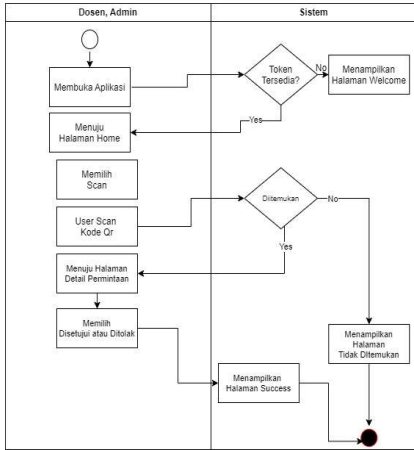 Dosen, Admin
Sistem
Membuka Aplikasi
Token
Tersedia?
No
Menampilkan
Halaman Welcome
Yes
Menuju
Halaman Home
Memilih
Scan
User Scan
Kode Qr
Diitemukan
No
Yes
Menuju Halaman
Detail Permintaan
Memilih
Disetujui atau Ditolak
Menampilkan
Halaman
Tidak DItemukan
Menampilkan
Halaman Success